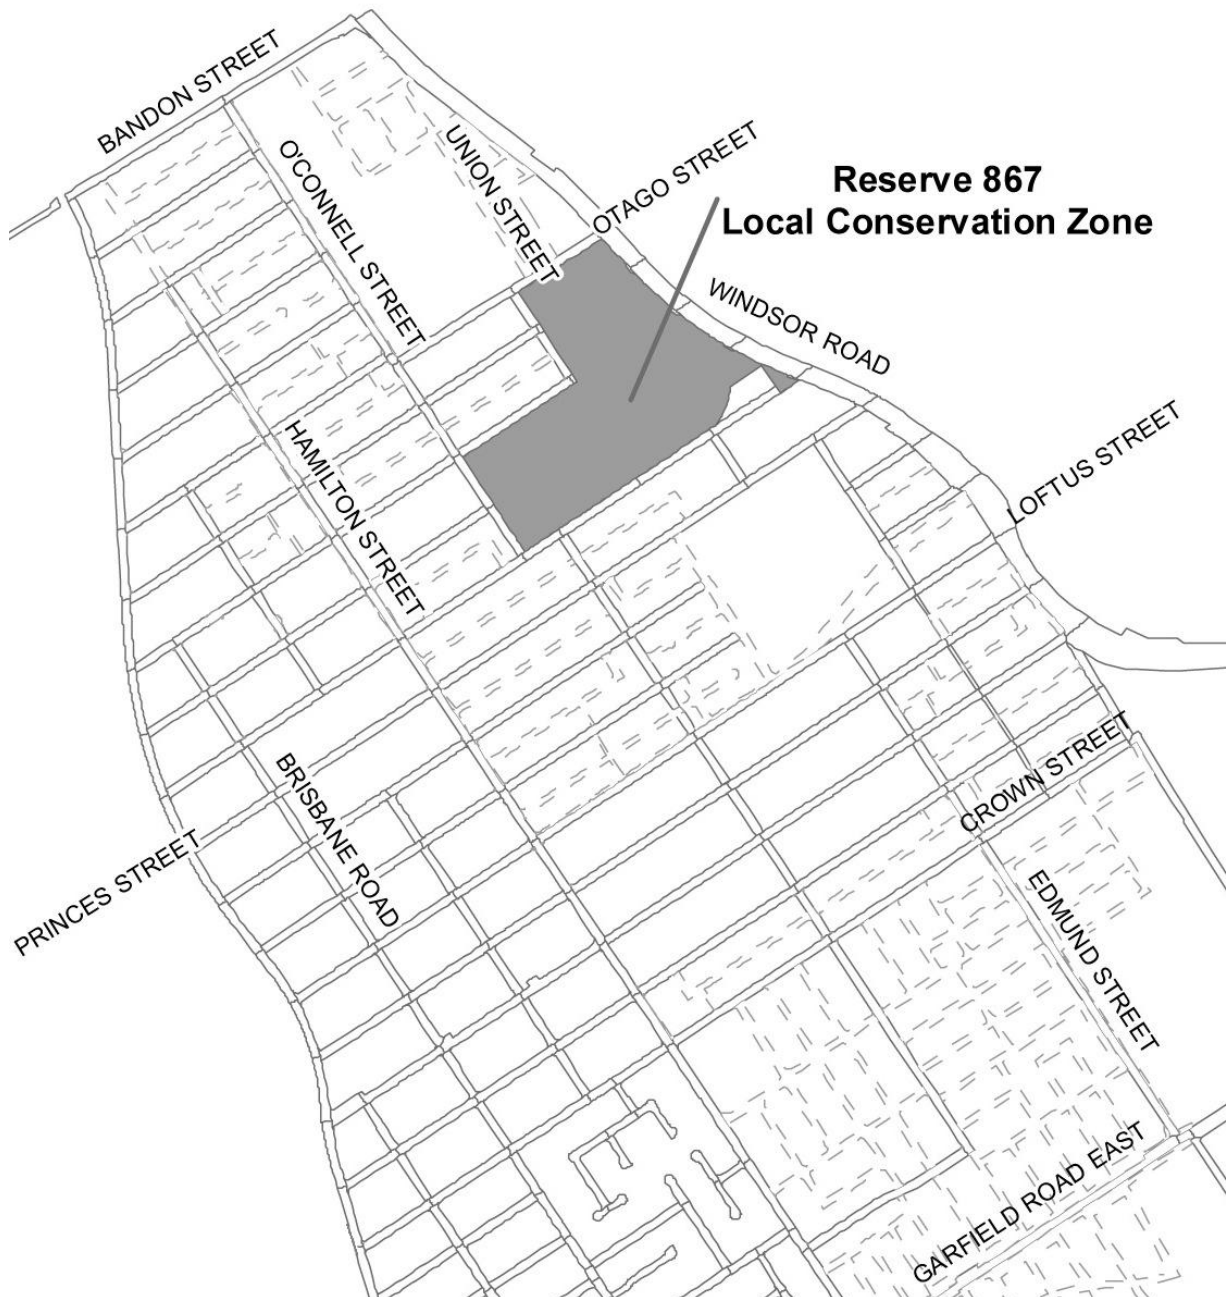 BANDON STREET
O'CONNELL STREET
UNION STREET
OTAGO STREET
Reserve 867
Local Conservation Zone
WINDSOR ROAD
LOFTUS STREET
HAMILTON STREET
CROWN STREET
BRISBANE ROAD
PRINCES STREET
EDMUND STREET
GARFIELD ROAD EAST